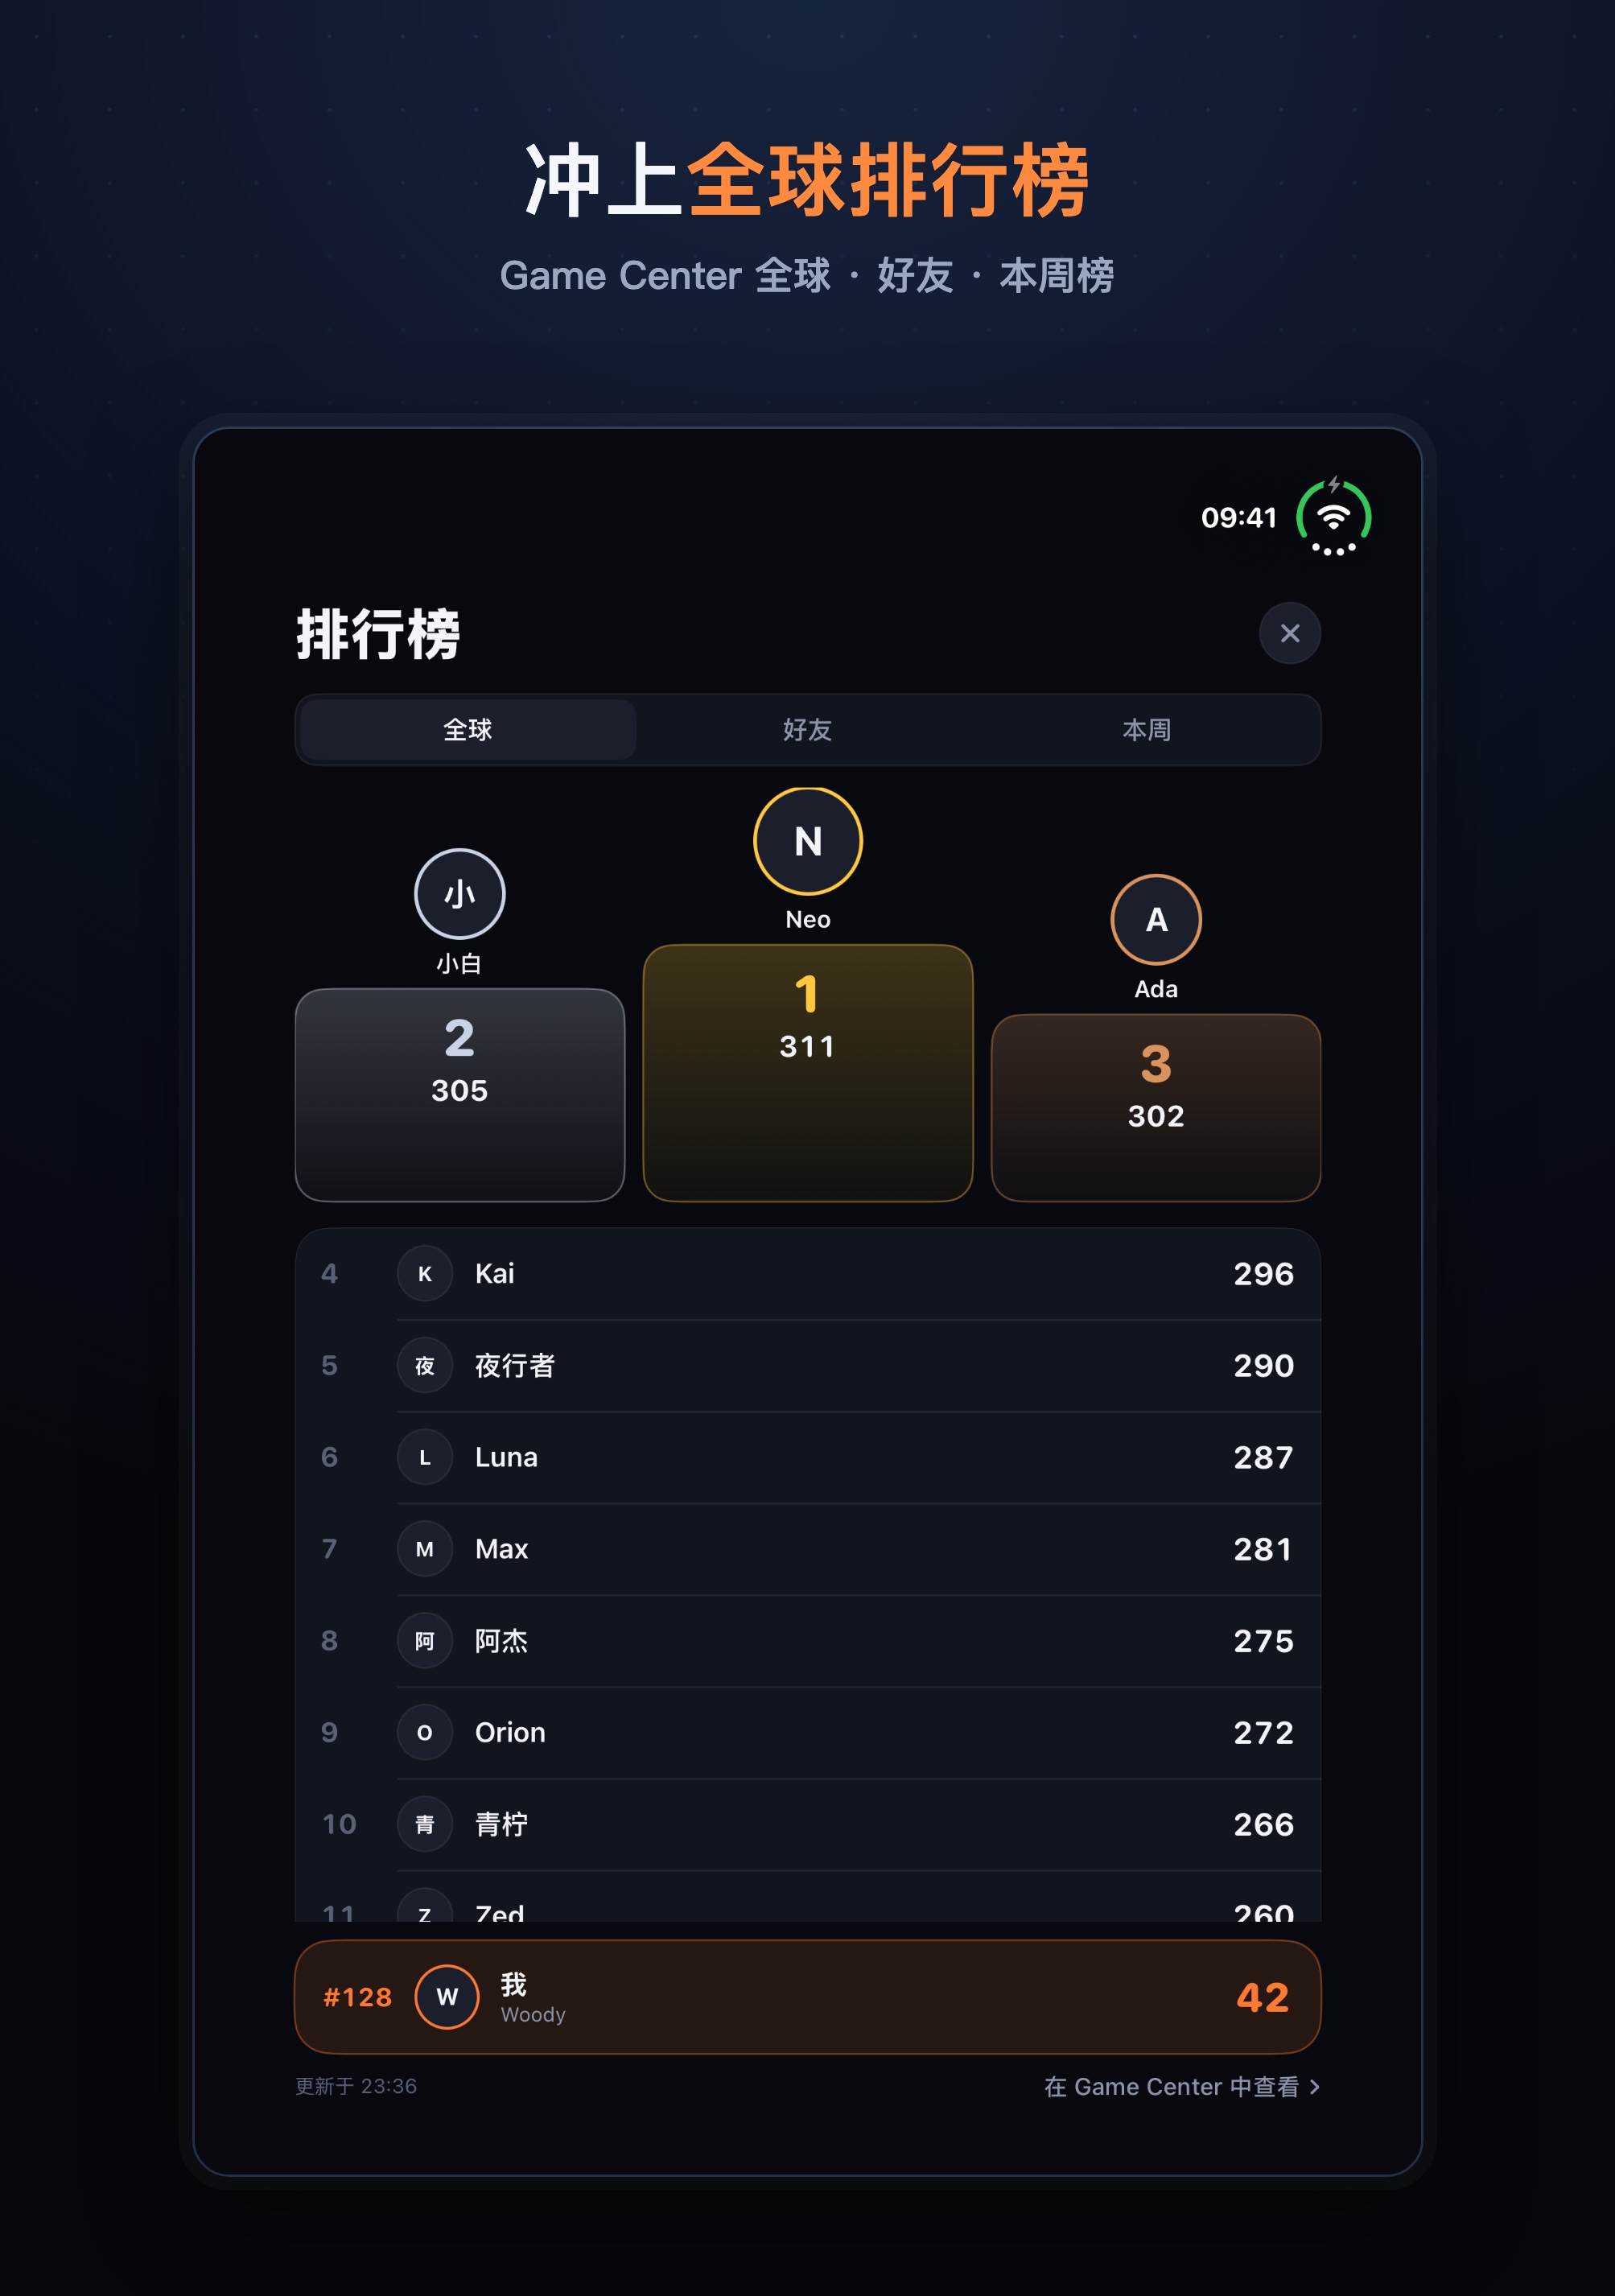 冲上全球排行榜
Game Center 全球 · 好友 · 本周榜
09:41
排行榜
全球 好友 本周
N
Neo
1
311
小
小白
2
305
A
Ada
3
302
4 K Kai 296
5 夜 夜行者 290
6 L Luna 287
7 M Max 281
8 阿 阿杰 275
9 O Orion 272
10 青 青柠 266
11 Z Zed 260
#128 W 我 42
Woody
更新于 23:36 在 Game Center 中查看